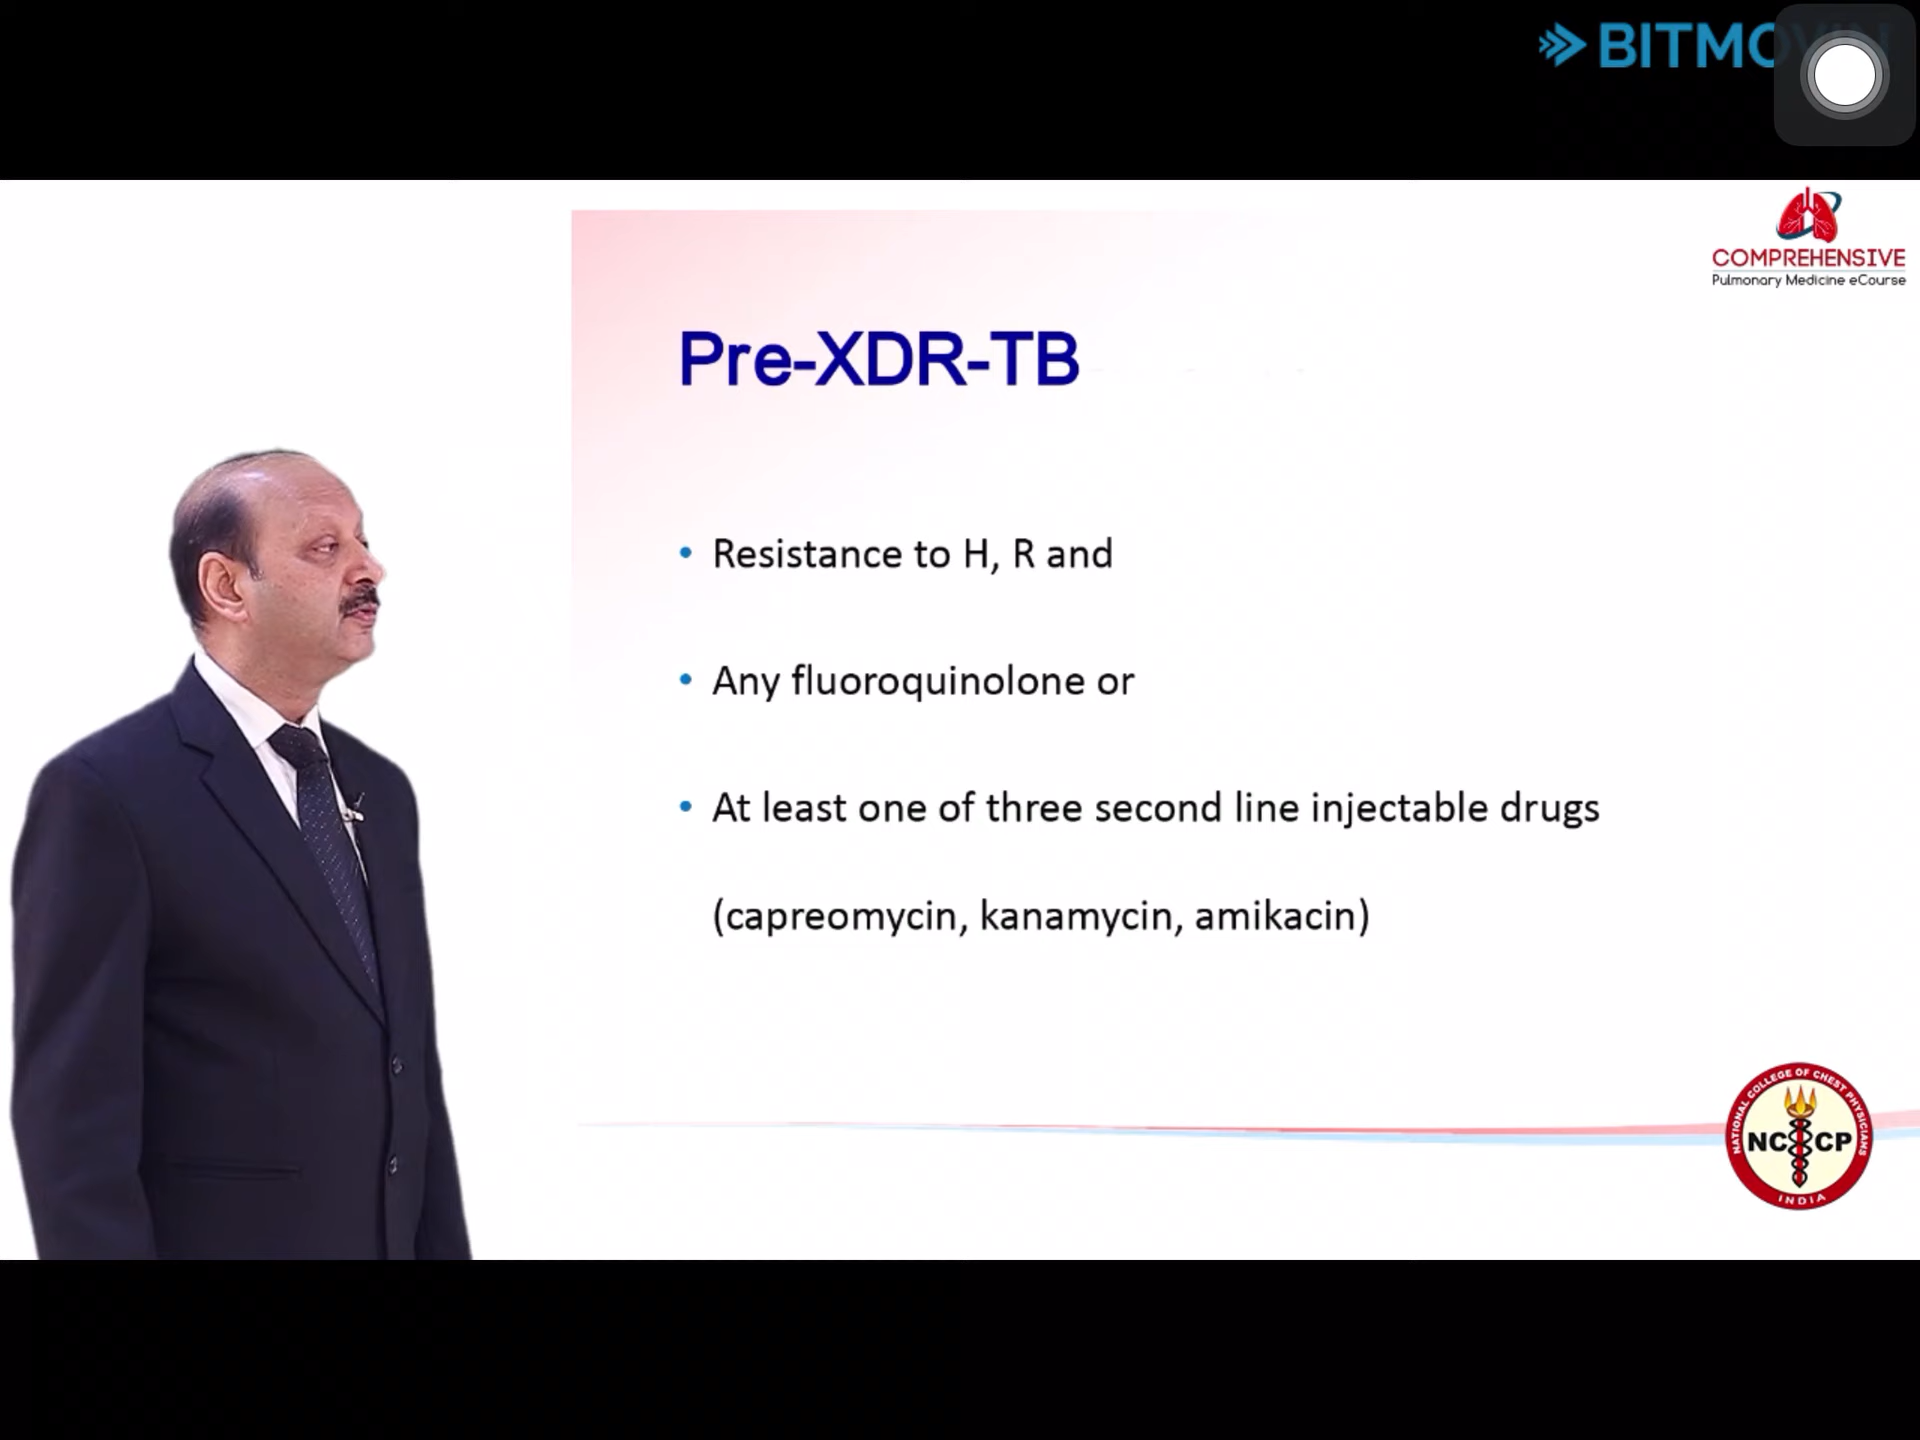 BITMOVIN
COMPREHENSIVE
Pulmonary Medicine eCourse
Pre-XDR-TB
• Resistance to H, R and
• Any fluoroquinolone or
• At least one of three second line injectable drugs
(capreomycin, kanamycin, amikacin)
NATIONAL COLLEGE OF CHEST PHYSICIANS
NCCP
INDIA